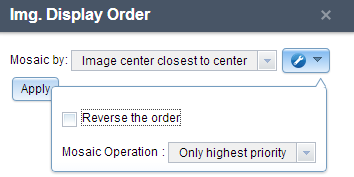 Img. Display Order
Mosaic by: Image center closest to center
Apply
Reverse the order
Mosaic Operation : Only highest priority